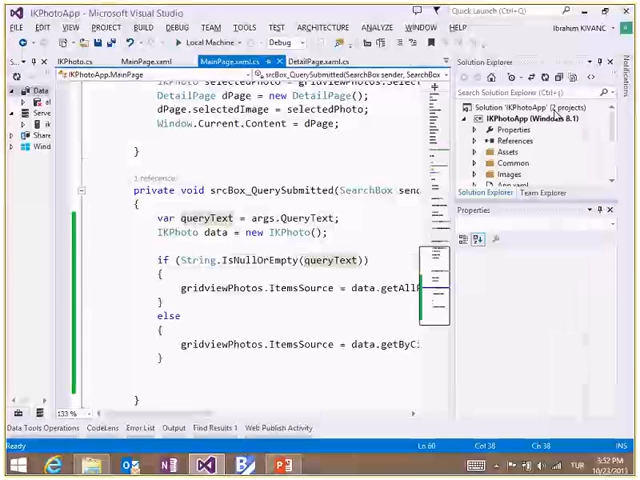 IKPhotoApp - Microsoft Visual Studio
Quick Launch (Ctrl+Q)
FILE EDIT VIEW PROJECT BUILD DEBUG TEAM TOOLS TEST ARCHITECTURE ANALYZE WINDOW HELP
Ibrahim KIVANC
Local Machine Debug
IKPhoto.cs MainPage.xaml MainPage.xaml.cs DetailPage.xaml.cs
IKPhotoApp.MainPage srcBox_QuerySubmitted(SearchBox sender, SearchBox
Data
Serve
Wind
DetailPage dPage = new DetailPage();
dPage.selectedImage = selectedPhoto;
Window.Current.Content = dPage;
}
1 reference
private void srcBox_QuerySubmitted(SearchBox send
{
var queryText = args.QueryText;
IKPhoto data = new IKPhoto();
if (String.IsNullOrEmpty(queryText))
{
gridviewPhotos.ItemsSource = data.getAllP
}
else
{
gridviewPhotos.ItemsSource = data.getByCi
}
}
133 %
Solution Explorer
Search Solution Explorer (Ctrl+ş)
Solution 'IKPhotoApp' (2 projects)
IKPhotoApp (Windows 8.1)
Properties
References
Assets
Common
Images
App.xaml
Solution Explorer Team Explorer
Properties
Data Tools Operations CodeLens Error List Output Find Results 1 Web Publish Activity
Ready Ln 60 Col 38 Ch 38 INS
TUR
3:52 PM
10/23/2013